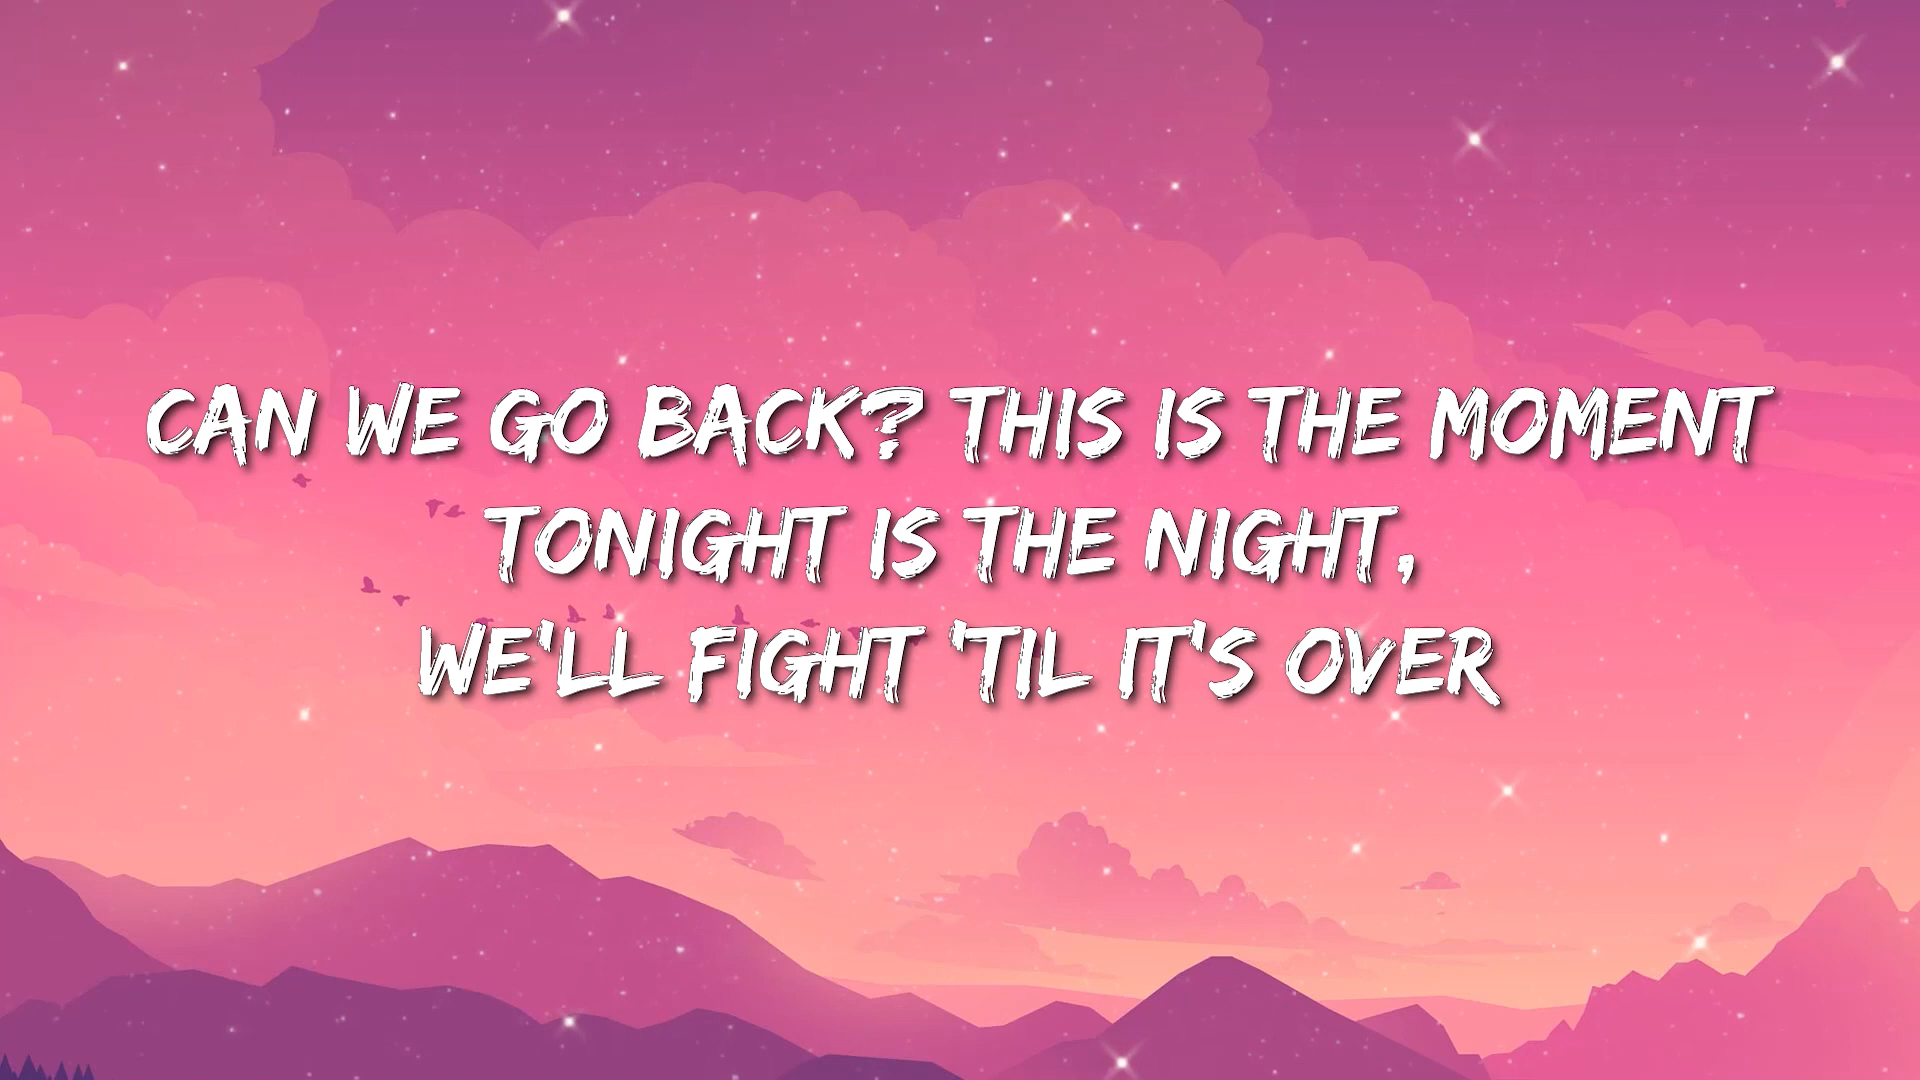 CAN WE GO BACK? THIS IS THE MOMENT
TONIGHT IS THE NIGHT,
WE'LL FIGHT 'TIL IT'S OVER